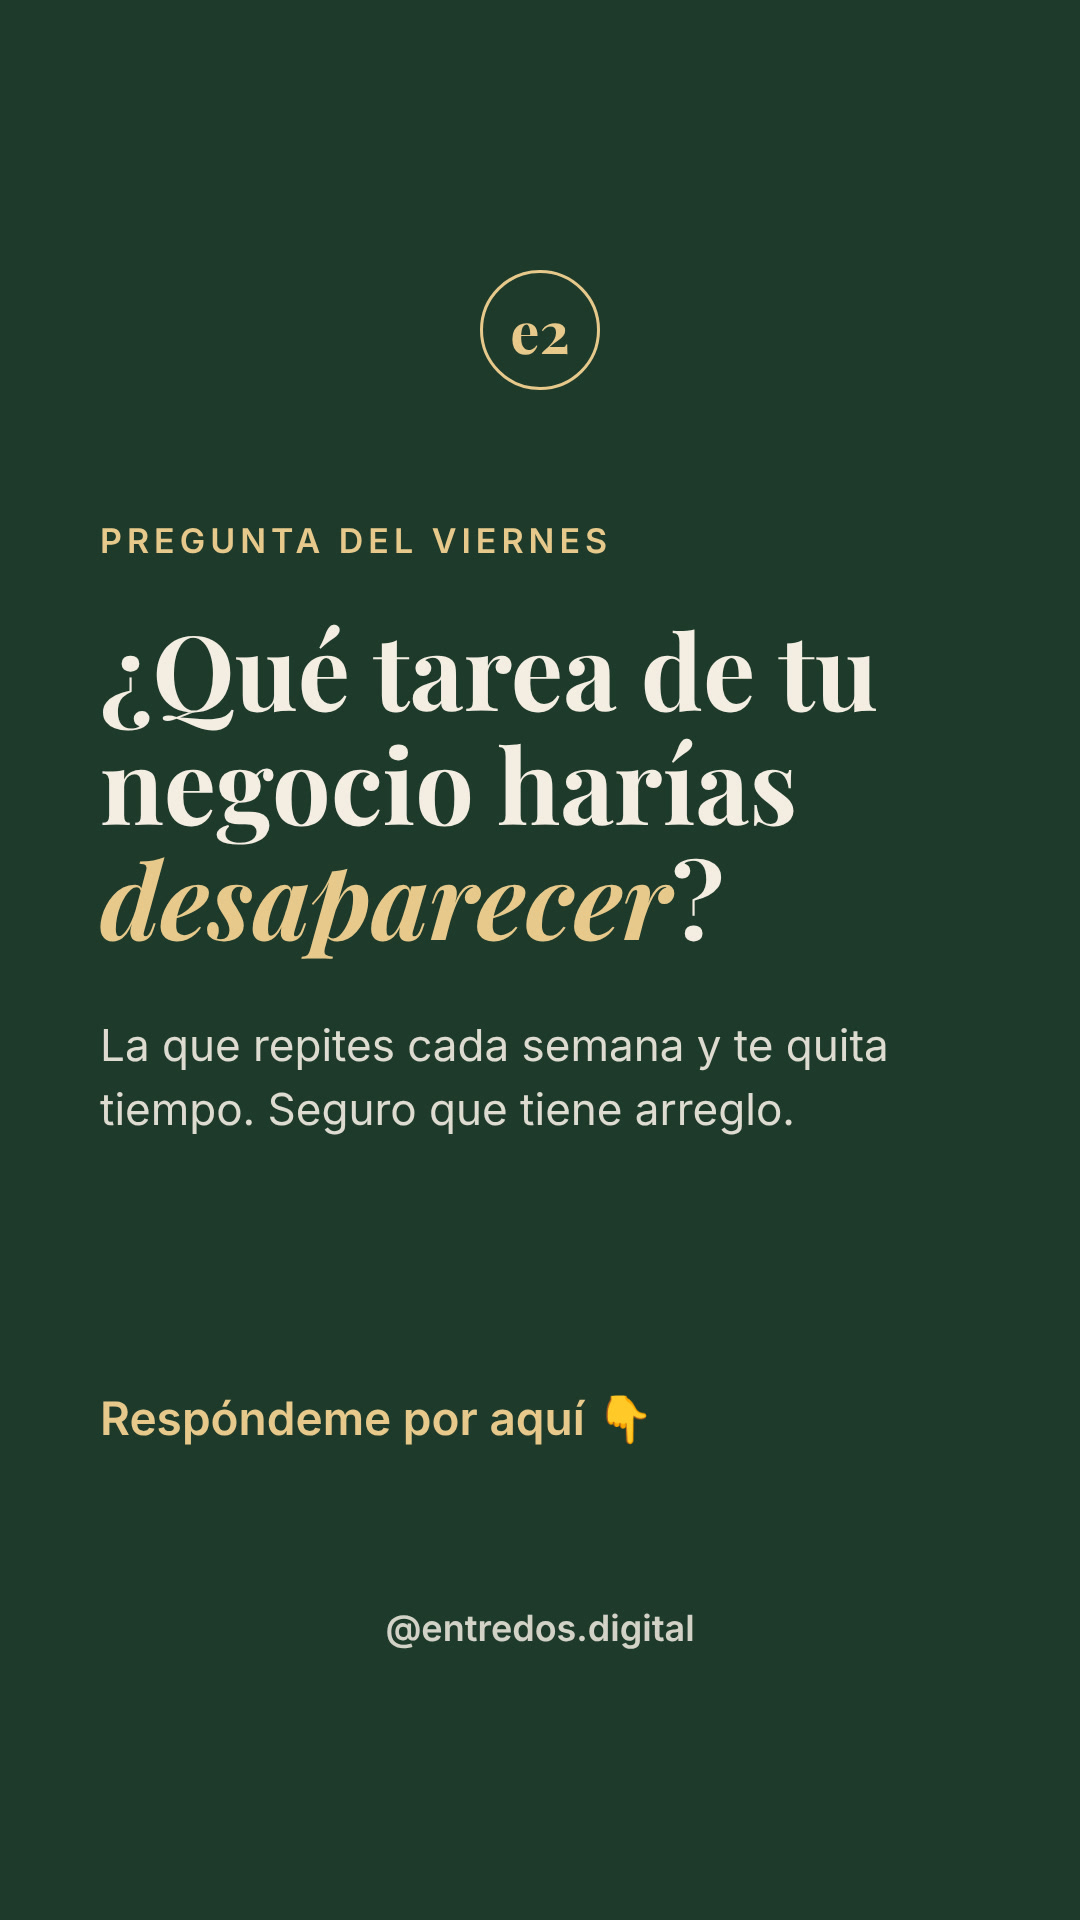 e2
PREGUNTA DEL VIERNES
¿Qué tarea de tu
negocio harías
desaparecer?
La que repites cada semana y te quita
tiempo. Seguro que tiene arreglo.
Respóndeme por aquí 👇
@entredos.digital